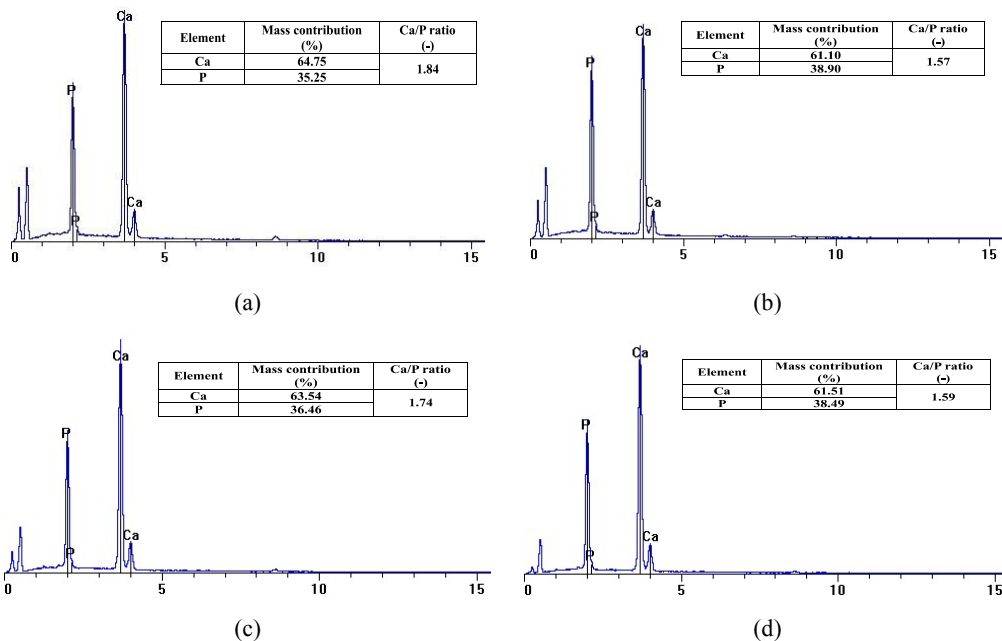 Ca
Element Mass contribution (%) Ca/P ratio (-)
Ca 64.75 1.84
P 35.25
P
P
Ca
0 5 10 15
(a)
Ca
Element Mass contribution (%) Ca/P ratio (-)
Ca 61.10 1.57
P 38.90
P
P
Ca
0 5 10 15
(b)
Ca
Element Mass contribution (%) Ca/P ratio (-)
Ca 63.54 1.74
P 36.46
P
P
Ca
0 5 10 15
(c)
Ca
Element Mass contribution (%) Ca/P ratio (-)
Ca 61.51 1.59
P 38.49
P
P
Ca
0 5 10 15
(d)